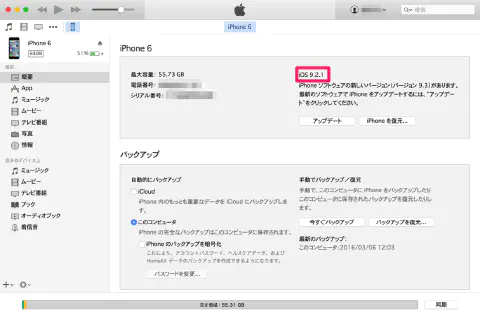 検索
iPhone 6
iPhone 6
64GB 51%
概要
App
ミュージック
ムービー
テレビ番組
写真
情報
自分のデバイス上
ミュージック
ムービー
テレビ番組
ブック
オーディオブック
着信音
iPhone 6
最大容量: 55.73 GB
電話番号:
シリアル番号:
iOS 9.2.1
iPhone ソフトウェアの新しいバージョン(バージョン 9.3)があります。
最新のソフトウェアで iPhone をアップデートするには、"アップデー
ト"をクリックしてください。
アップデート iPhone を復元...
バックアップ
自動的にバックアップ
iCloud
iPhone 内のもっとも重要なデータを iCloud にバックアップしま
す。
このコンピュータ
iPhone の完全なバックアップはこのコンピュータに保存されます。
iPhone のバックアップを暗号化
これにより、アカウントパスワード、ヘルスケアデータ、および
HomeKit データのバックアップを作成できるようになります。
パスワードを変更...
手動でバックアップ/復元
手動で、このコンピュータに iPhone をバックアップしたり
このコンピュータに保存されたバックアップを復元したりし
ます。
今すぐバックアップ バックアップを復元...
最新のバックアップ:
このコンピュータ: 2016/03/06 12:03
空き領域: 55.31 GB
同期